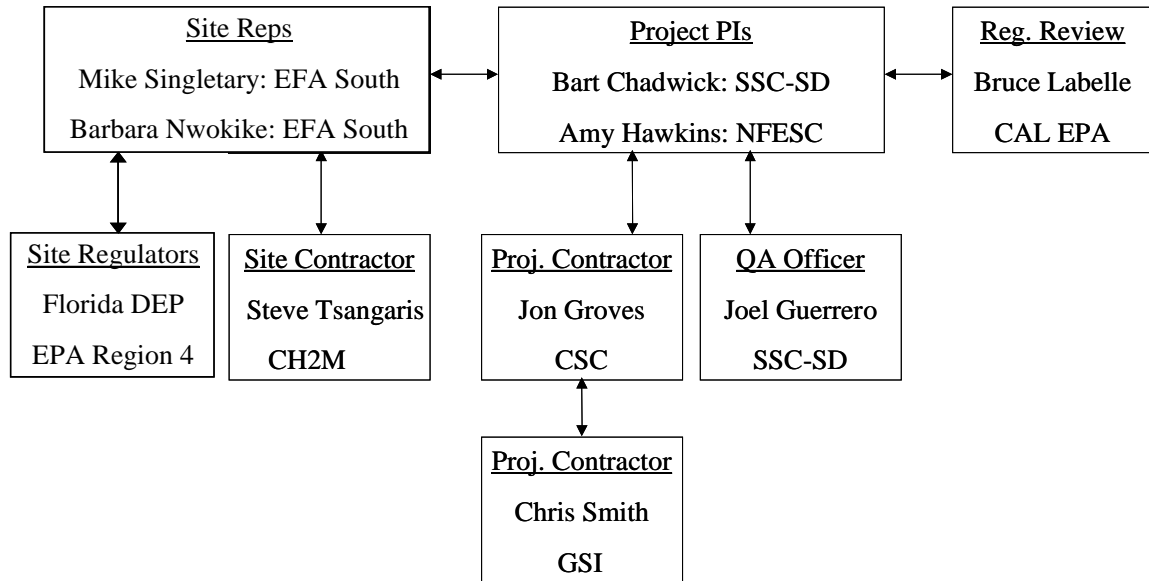 Site Reps
Mike Singletary: EFA South
Barbara Nwokike: EFA South
Project PIs
Bart Chadwick: SSC-SD
Amy Hawkins: NFESC
Reg. Review
Bruce Labelle
CAL EPA
Site Regulators
Florida DEP
EPA Region 4
Site Contractor
Steve Tsangaris
CH2M
Proj. Contractor
Jon Groves
CSC
QA Officer
Joel Guerrero
SSC-SD
Proj. Contractor
Chris Smith
GSI